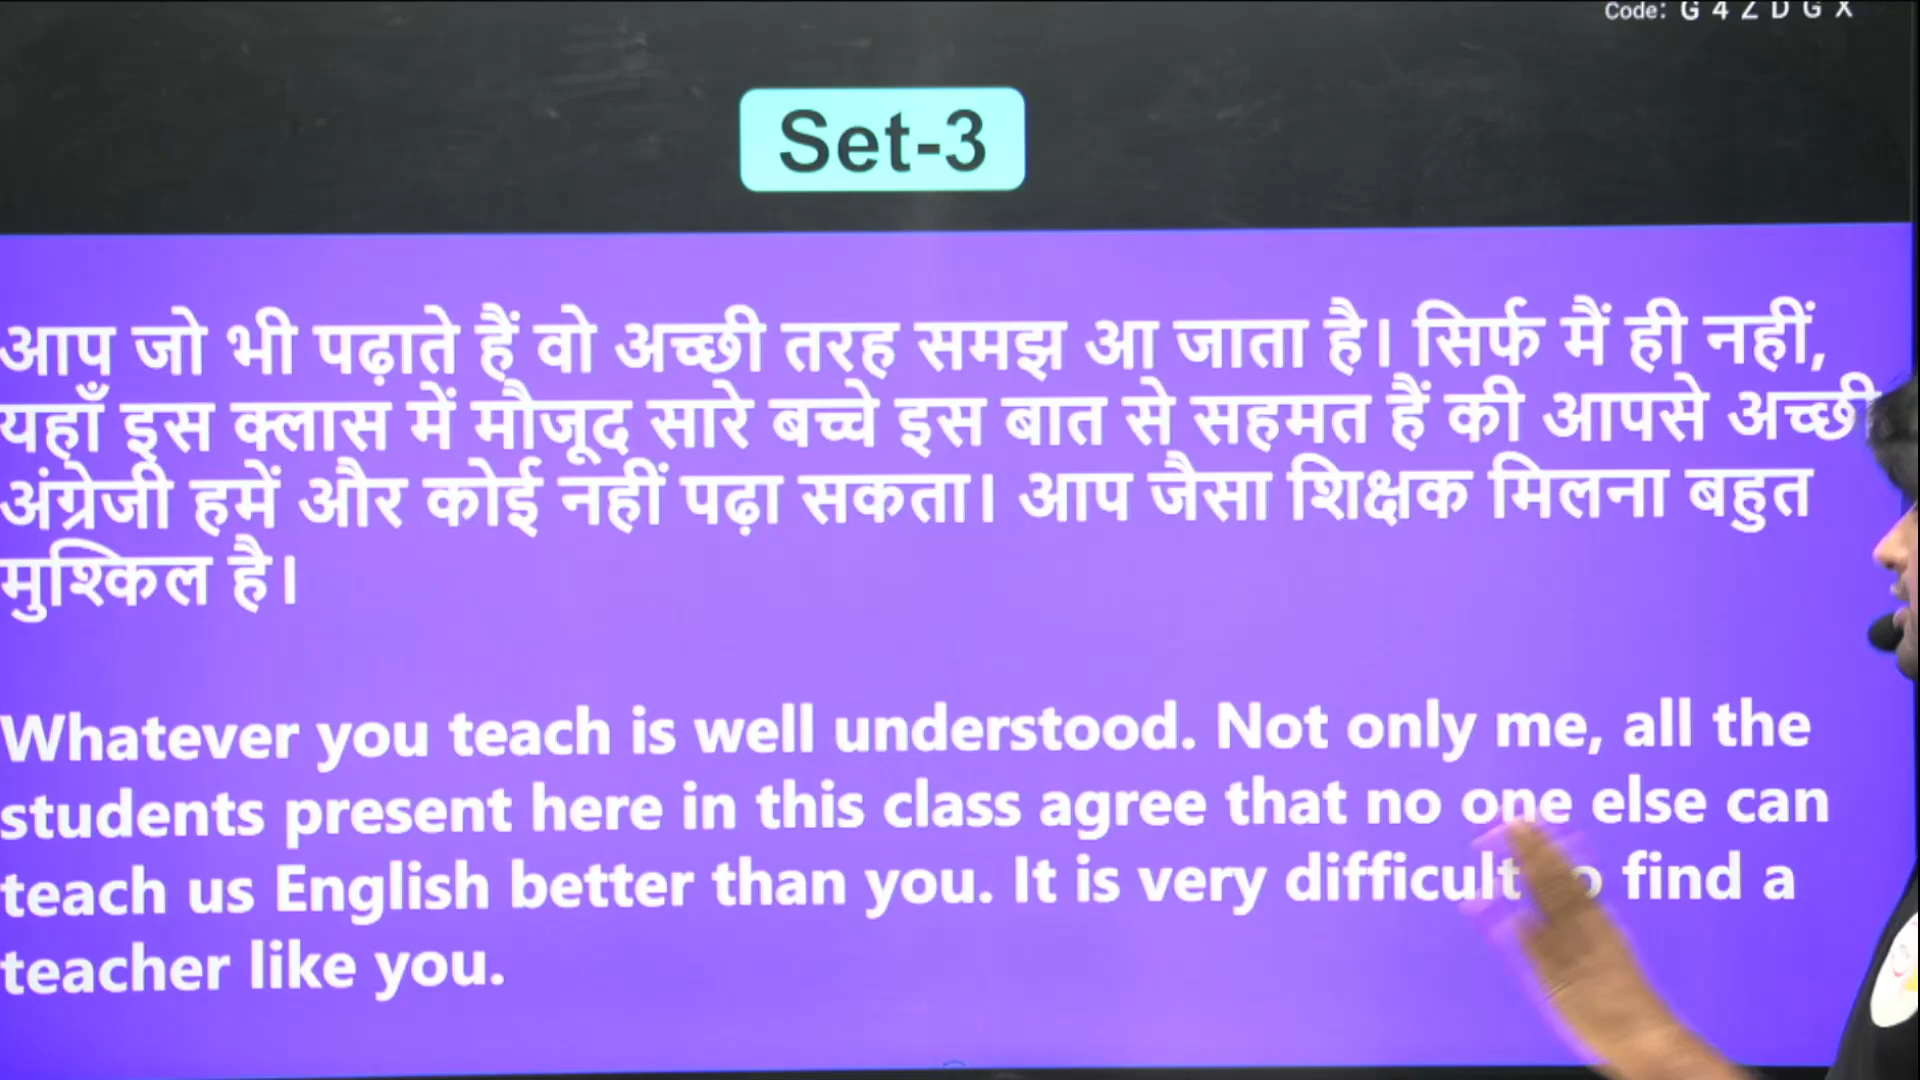 Code: G 4 Z D G X
Set-3
आप जो भी पढ़ाते हैं वो अच्छी तरह समझ आ जाता है। सिर्फ मैं ही नहीं,
यहाँ इस क्लास में मौजूद सारे बच्चे इस बात से सहमत हैं की आपसे अच्छी
अंग्रेजी हमें और कोई नहीं पढ़ा सकता। आप जैसा शिक्षक मिलना बहुत
मुश्किल है।
Whatever you teach is well understood. Not only me, all the
students present here in this class agree that no one else can
teach us English better than you. It is very difficult find a
teacher like you.